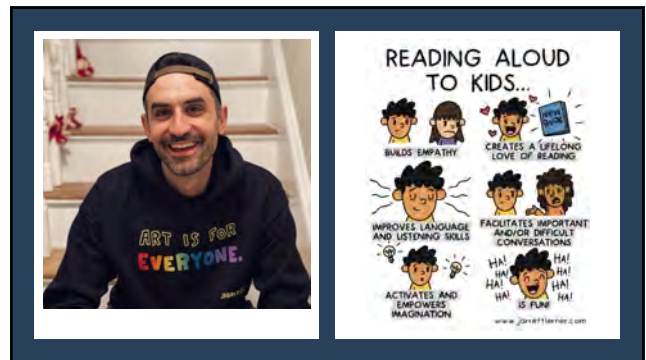 ART IS FOR
EVERYONE.
READING ALOUD
TO KIDS...
BUILDS EMPATHY
CREATES A LIFELONG
LOVE OF READING
IMPROVES LANGUAGE
AND LISTENING SKILLS
FACILITATES IMPORTANT
AND/OR DIFFICULT
CONVERSATIONS
ACTIVATES AND
EMPOWERS
IMAGINATION
HA! HA!
HA! HA!
HA! HA!
HA! HA!
IS FUN!
www.jarrettlerner.com